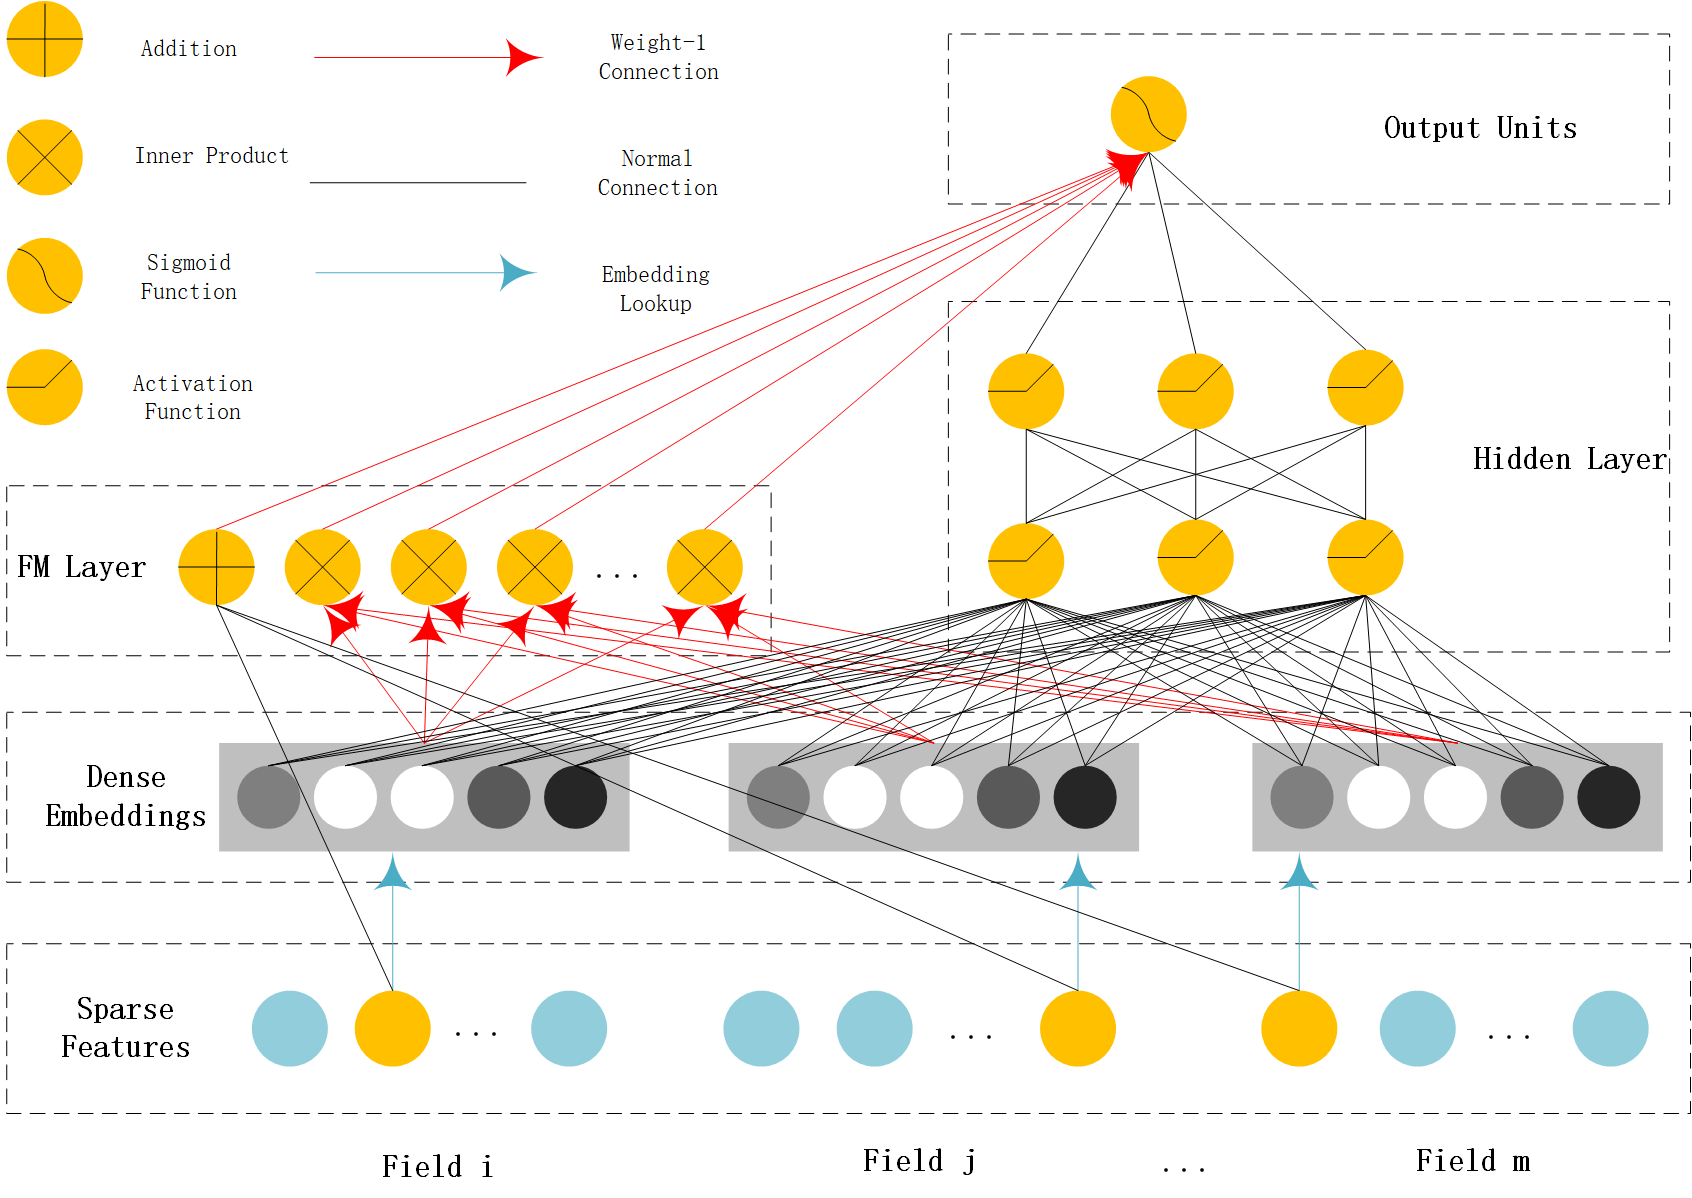 Addition
Weight-1
Connection
Inner Product
Normal
Connection
Sigmoid
Function
Embedding
Lookup
Activation
Function
Output Units
Hidden Layer
FM Layer
...
Dense
Embeddings
Sparse
Features
...
...
...
Field i
Field j
...
Field m